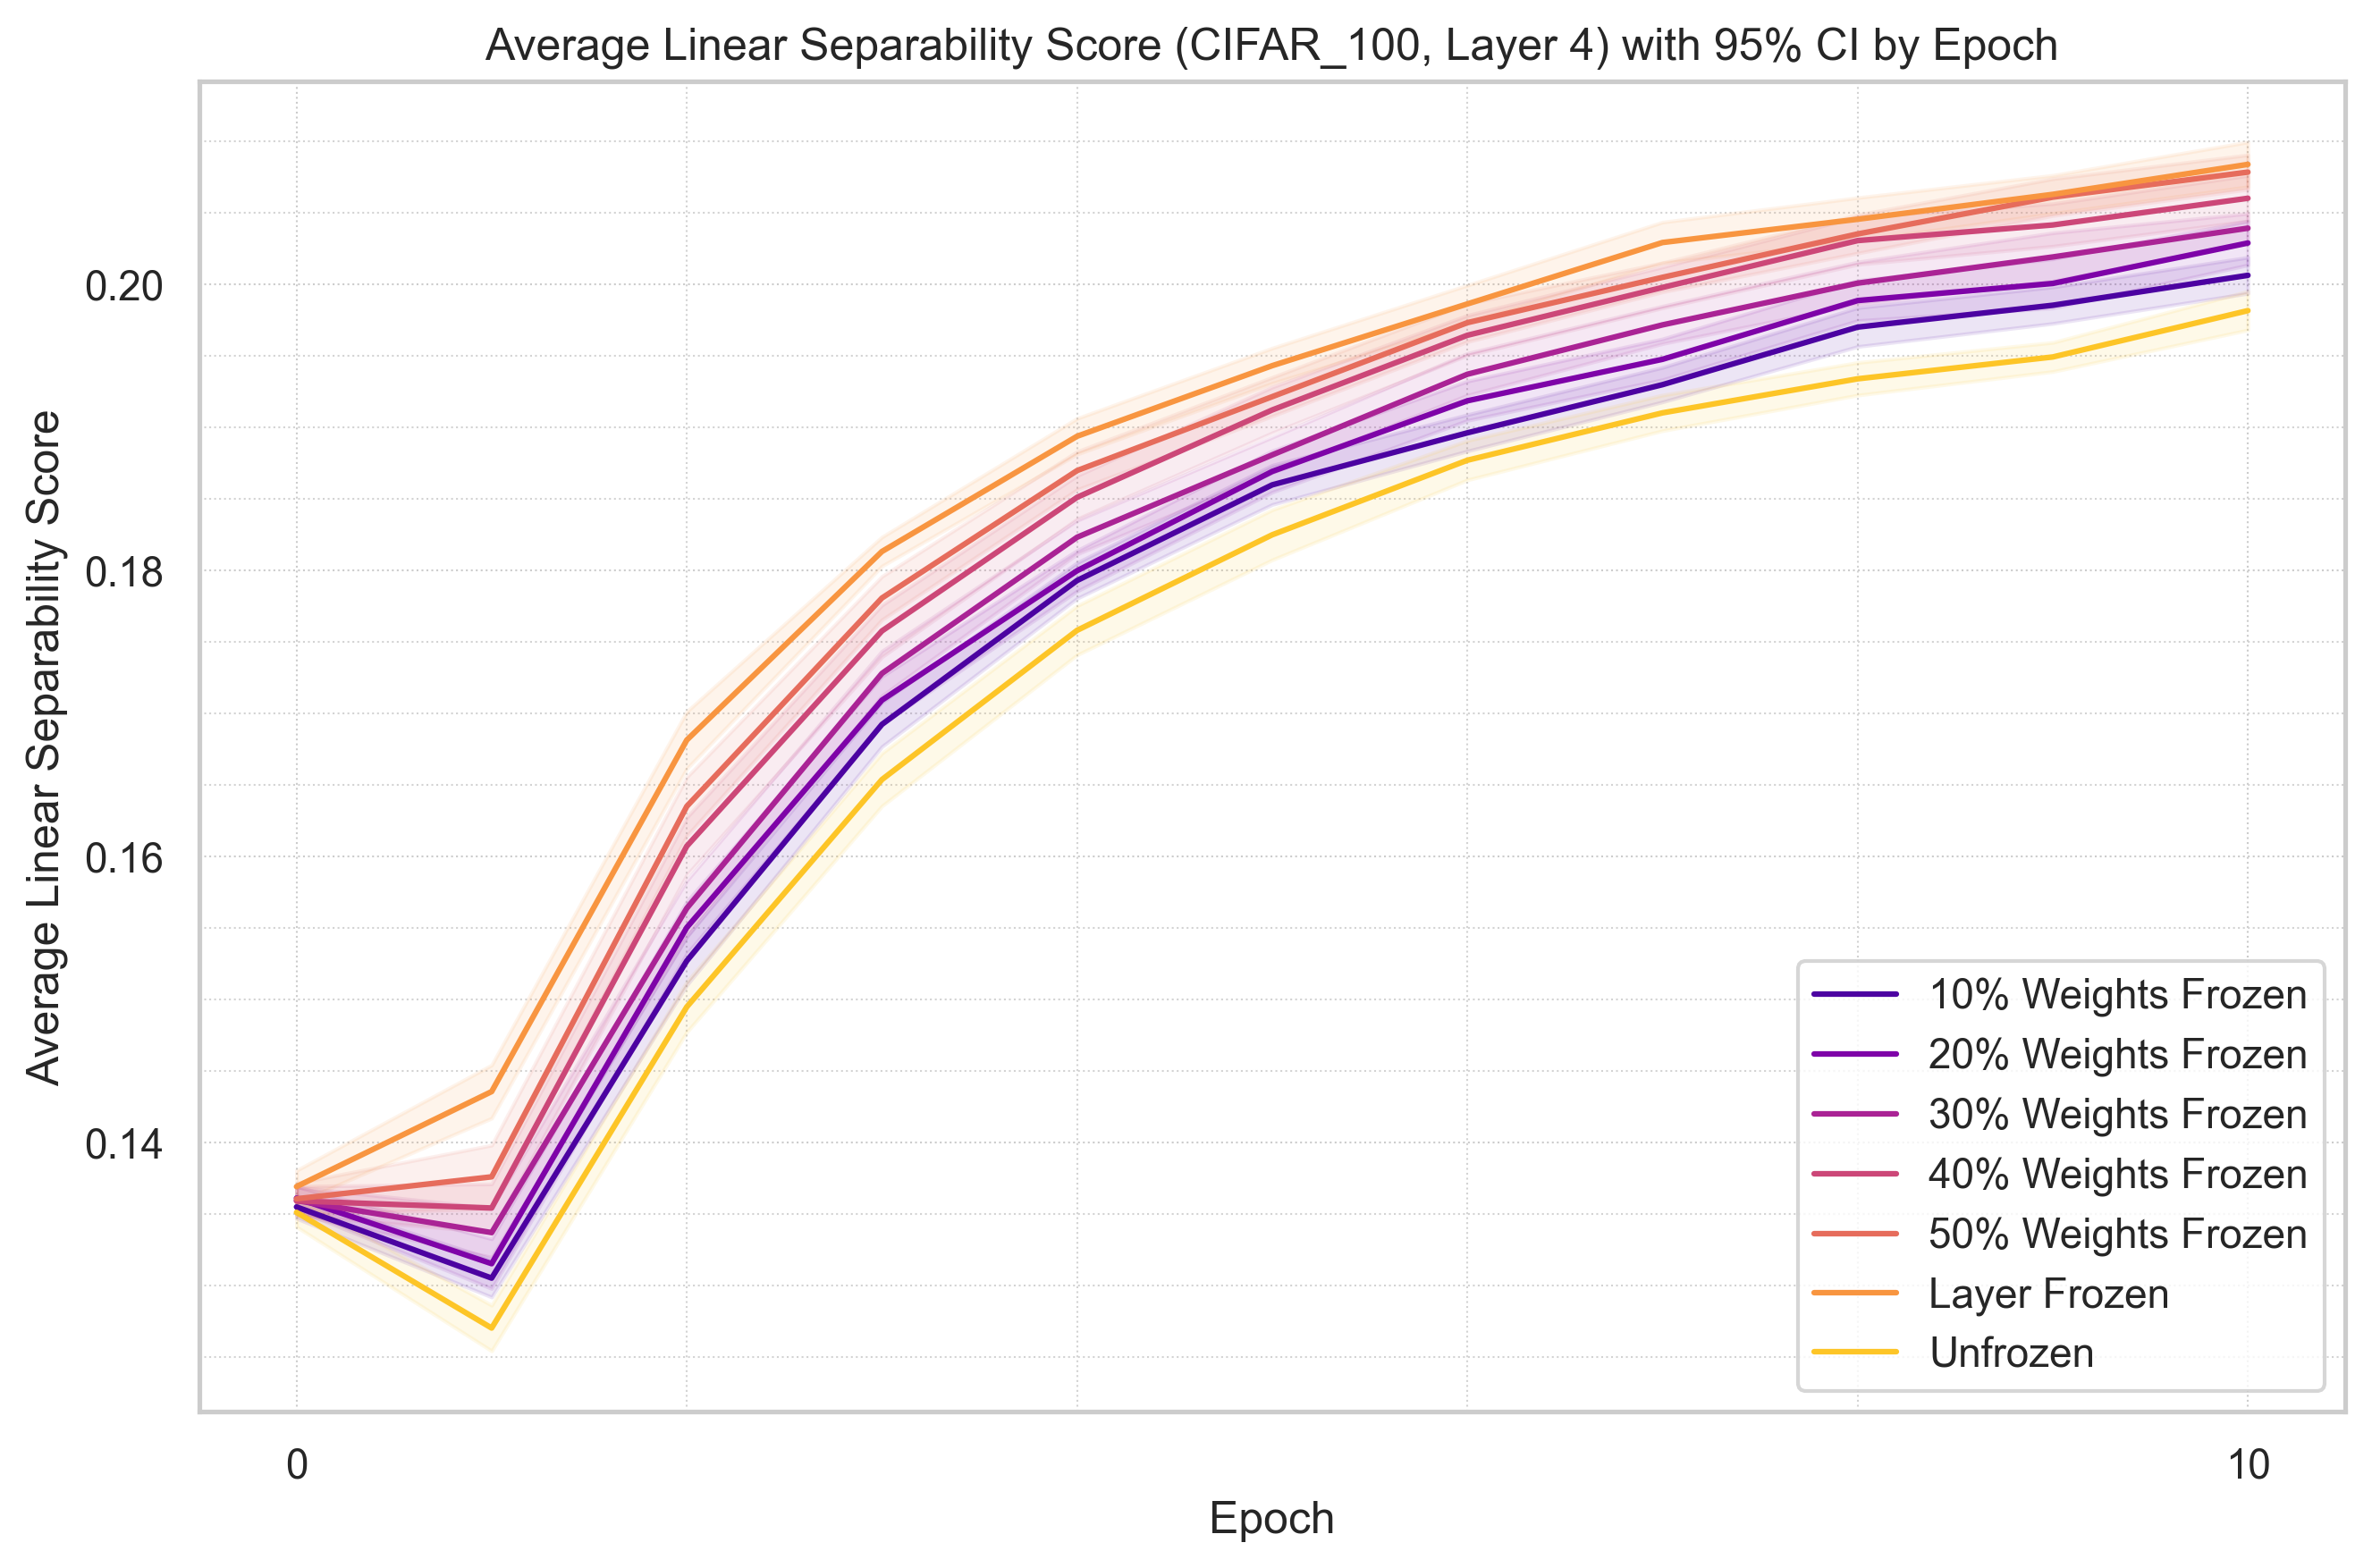 Average Linear Separability Score (CIFAR_100, Layer 4) with 95% CI by Epoch
Average Linear Separability Score
0.20
0.18
0.16
0.14
0
10
Epoch
10% Weights Frozen
20% Weights Frozen
30% Weights Frozen
40% Weights Frozen
50% Weights Frozen
Layer Frozen
Unfrozen